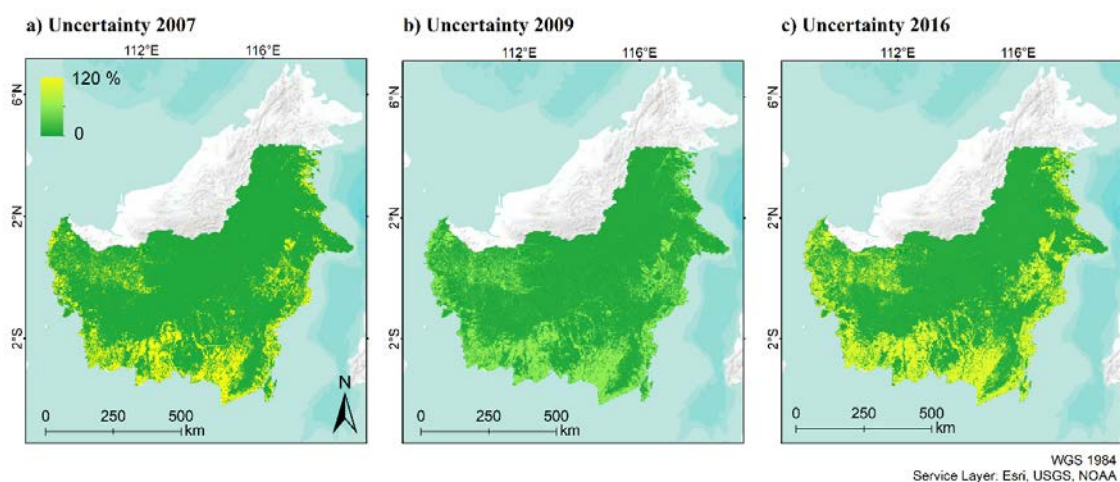 a) Uncertainty 2007
b) Uncertainty 2009
c) Uncertainty 2016
112°E 116°E
112°E 116°E
112°E 116°E
120 %
0
6°N
2°N
2°S
6°N
2°N
2°S
6°N
2°N
2°S
N
0 250 500
km
0 250 500
km
0 250 500
km
WGS 1984
Service Layer: Esri, USGS, NOAA